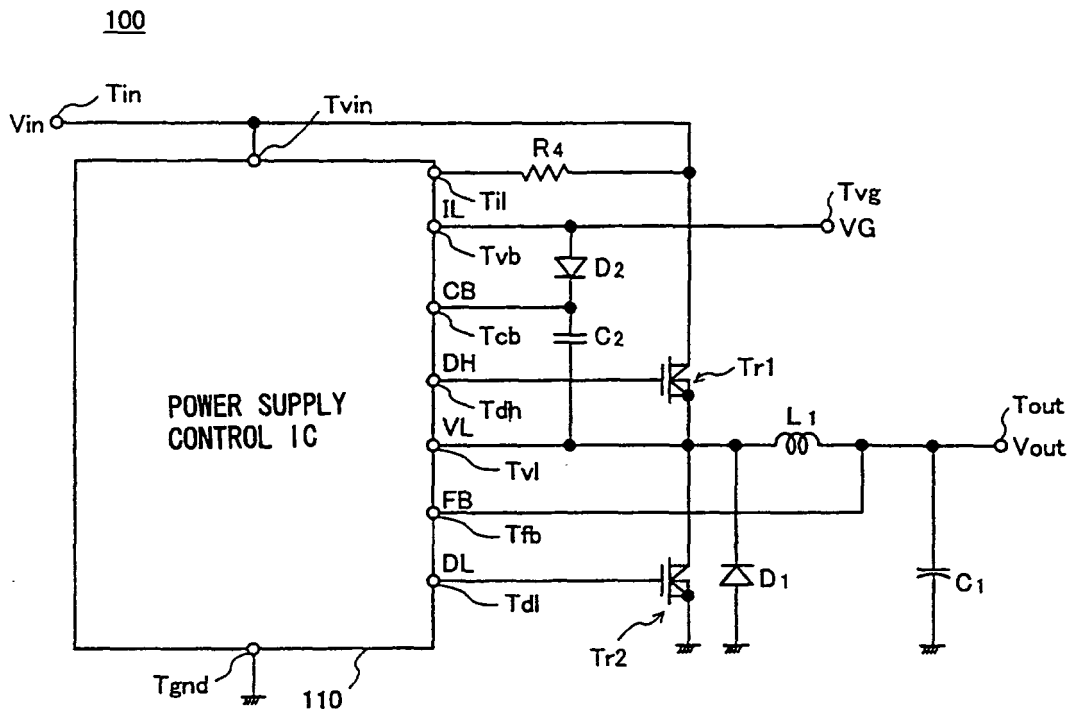 100
Tin
Vin
Tvin
R4
Til
IL
Tvg
VG
Tvb
D2
CB
Tcb
C2
DH
Tr1
Tdh
POWER SUPPLY
CONTROL IC
VL
L1
Tout
Vout
Tvl
FB
Tfb
DL
D1
C1
Tdl
Tr2
Tgnd
110